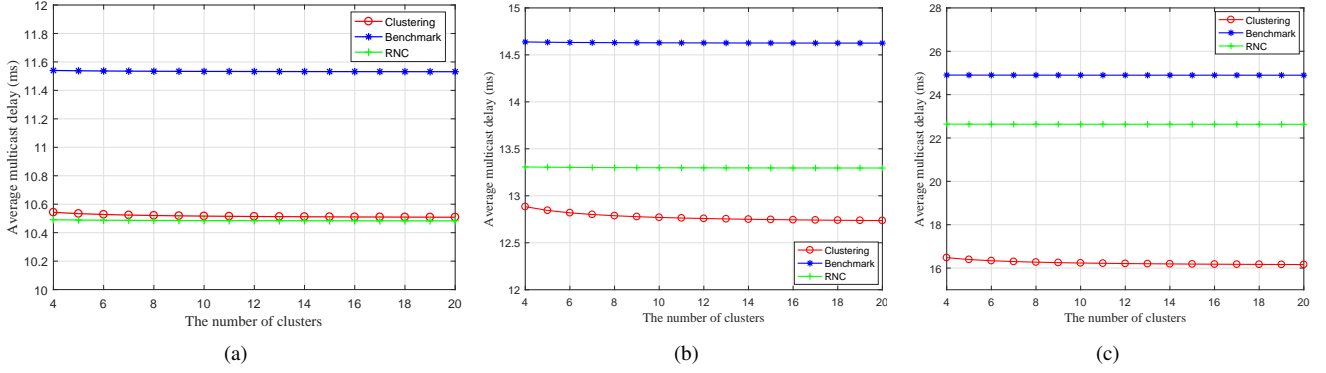 12
11.8
11.6
11.4
11.2
11
10.8
10.6
10.4
10.2
10
Average multicast delay (ms)
Clustering
Benchmark
RNC
4 6 8 10 12 14 16 18 20
The number of clusters
(a)
15
14.5
14
13.5
13
12.5
12
Average multicast delay (ms)
Clustering
Benchmark
RNC
4 6 8 10 12 14 16 18 20
The number of clusters
(b)
28
26
24
22
20
18
16
Average multicast delay (ms)
Clustering
Benchmark
RNC
4 6 8 10 12 14 16 18 20
The number of clusters
(c)